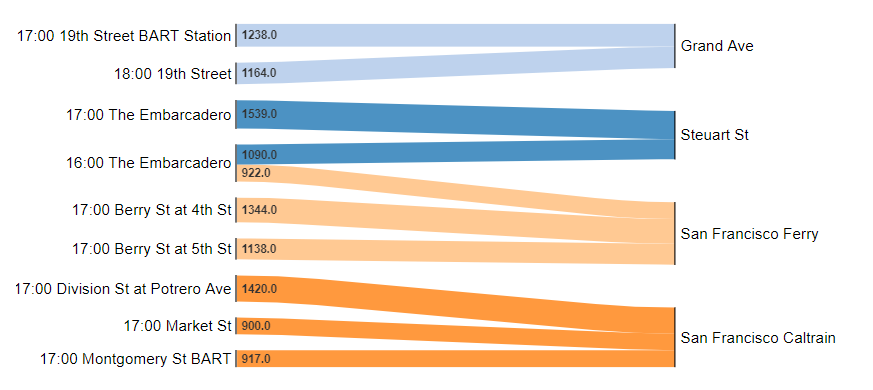 17:00 19th Street BART Station 1238.0
Grand Ave
18:00 19th Street 1164.0
17:00 The Embarcadero 1539.0
Steuart St
16:00 The Embarcadero 1090.0
922.0
17:00 Berry St at 4th St 1344.0
San Francisco Ferry
17:00 Berry St at 5th St 1138.0
17:00 Division St at Potrero Ave 1420.0
17:00 Market St 900.0
San Francisco Caltrain
17:00 Montgomery St BART 917.0